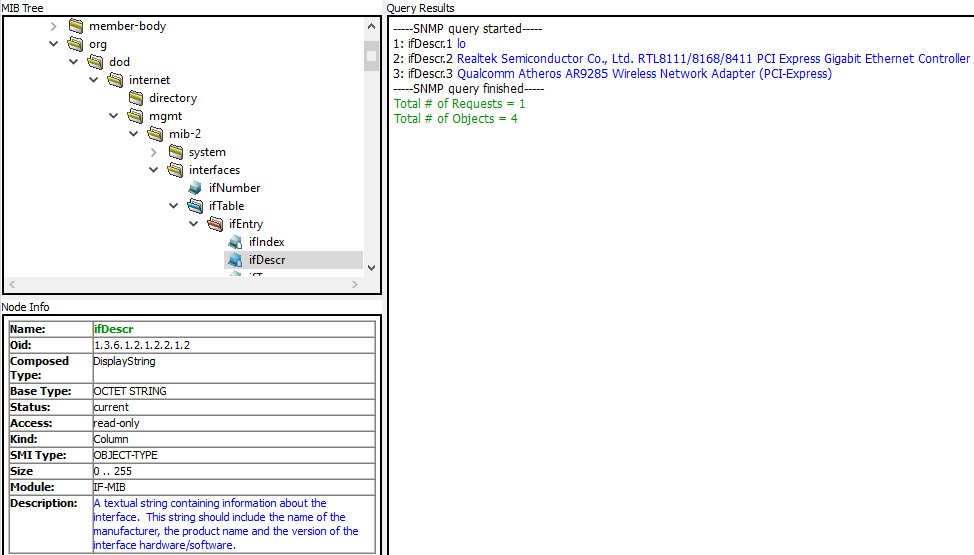 MIB Tree
member-body
org
dod
internet
directory
mgmt
mib-2
system
interfaces
ifNumber
ifTable
ifEntry
ifIndex
ifDescr
Node Info
Name: ifDescr
Oid: 1.3.6.1.2.1.2.2.1.2
Composed DisplayString
Type:
Base Type: OCTET STRING
Status: current
Access: read-only
Kind: Column
SMI Type: OBJECT-TYPE
Size 0 .. 255
Module: IF-MIB
Description: A textual string containing information about the
interface. This string should include the name of the
manufacturer, the product name and the version of the
interface hardware/software.
Query Results
-----SNMP query started-----
1: ifDescr.1 lo
2: ifDescr.2 Realtek Semiconductor Co., Ltd. RTL8111/8168/8411 PCI Express Gigabit Ethernet Controller
3: ifDescr.3 Qualcomm Atheros AR9285 Wireless Network Adapter (PCI-Express)
-----SNMP query finished-----
Total # of Requests = 1
Total # of Objects = 4